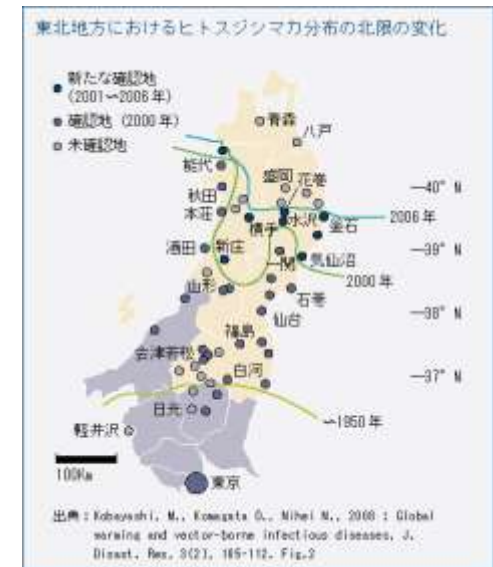 東北地方におけるヒトスジシマカ分布の北限の変化
新たな確認地
(2001〜2006年)
確認地 (2000年)
未確認地
青森
八戸
能代
盛岡 花巻
—40° N
秋田
本荘
横手
水沢
釜石
2006年
—39° N
酒田
新庄
一関
気仙沼
2000年
山形
石巻
仙台
—38° N
福島
会津若松
白河
—37° N
日光
〜1950年
軽井沢
100Km
東京
出典：Kobayashi, M., Komagata O., Nihei N., 2008 : Global
warming and vector-borne infectious diseases, J.
Disast. Res, 3(2), 105-112, Fig.2